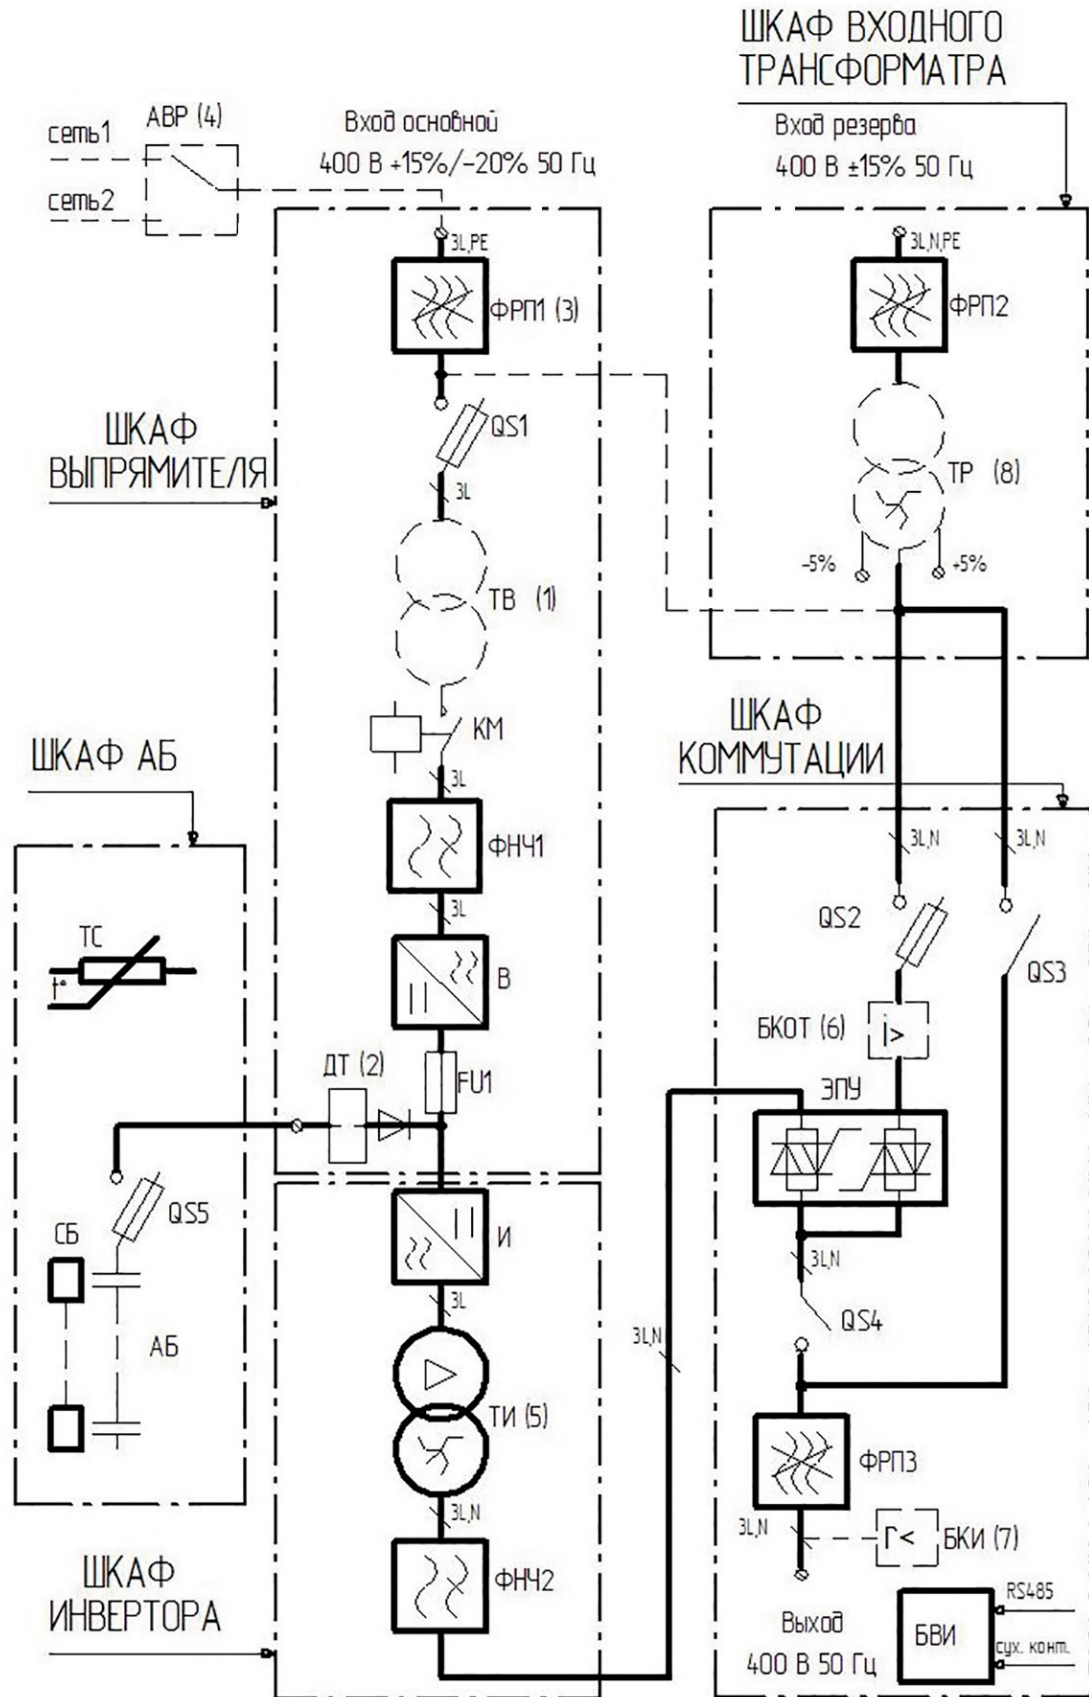 ШКАФ ВХОДНОГО
ТРАНСФОРМАТРА
АВР (4)
сеть1
сеть2
Вход основной
400 В +15%/-20% 50 Гц
Вход резерва
400 В ±15% 50 Гц
3L,PE
3L,N,PE
ФРП1 (3)
ФРП2
QS1
ШКАФ
ВЫПРЯМИТЕЛЯ
3L
ТР (8)
-5%
+5%
ТВ (1)
КМ
ШКАФ
КОММУТАЦИИ
ШКАФ АБ
3L
ФНЧ1
3L,N
3L,N
3L
QS2
QS3
ТС
t°
В
БКОТ (6)
i>
ДТ (2)
FU1
ЭПУ
QS5
СБ
И
3L,N
3L
QS4
АБ
3L,N
ТИ (5)
ФРП3
3L,N
3L,N
r<
БКИ (7)
ШКАФ
ИНВЕРТОРА
ФНЧ2
RS485
Выход
400 В 50 Гц
БВИ
сух. конт.